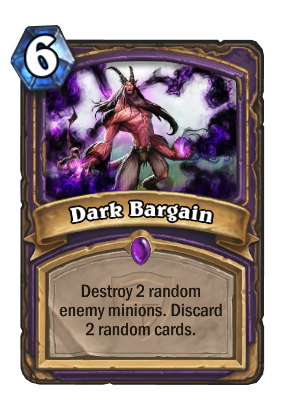 6
Dark Bargain
Destroy 2 random
enemy minions. Discard
2 random cards.